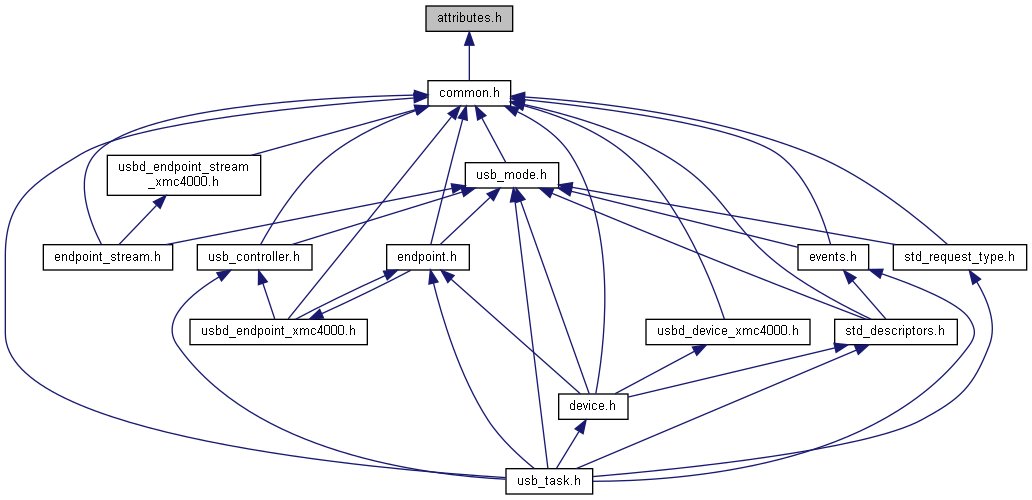 attributes.h
common.h
usbd_endpoint_stream
_xmc4000.h
usb_mode.h
endpoint_stream.h
usb_controller.h
endpoint.h
events.h
std_request_type.h
usbd_endpoint_xmc4000.h
usbd_device_xmc4000.h
std_descriptors.h
device.h
usb_task.h